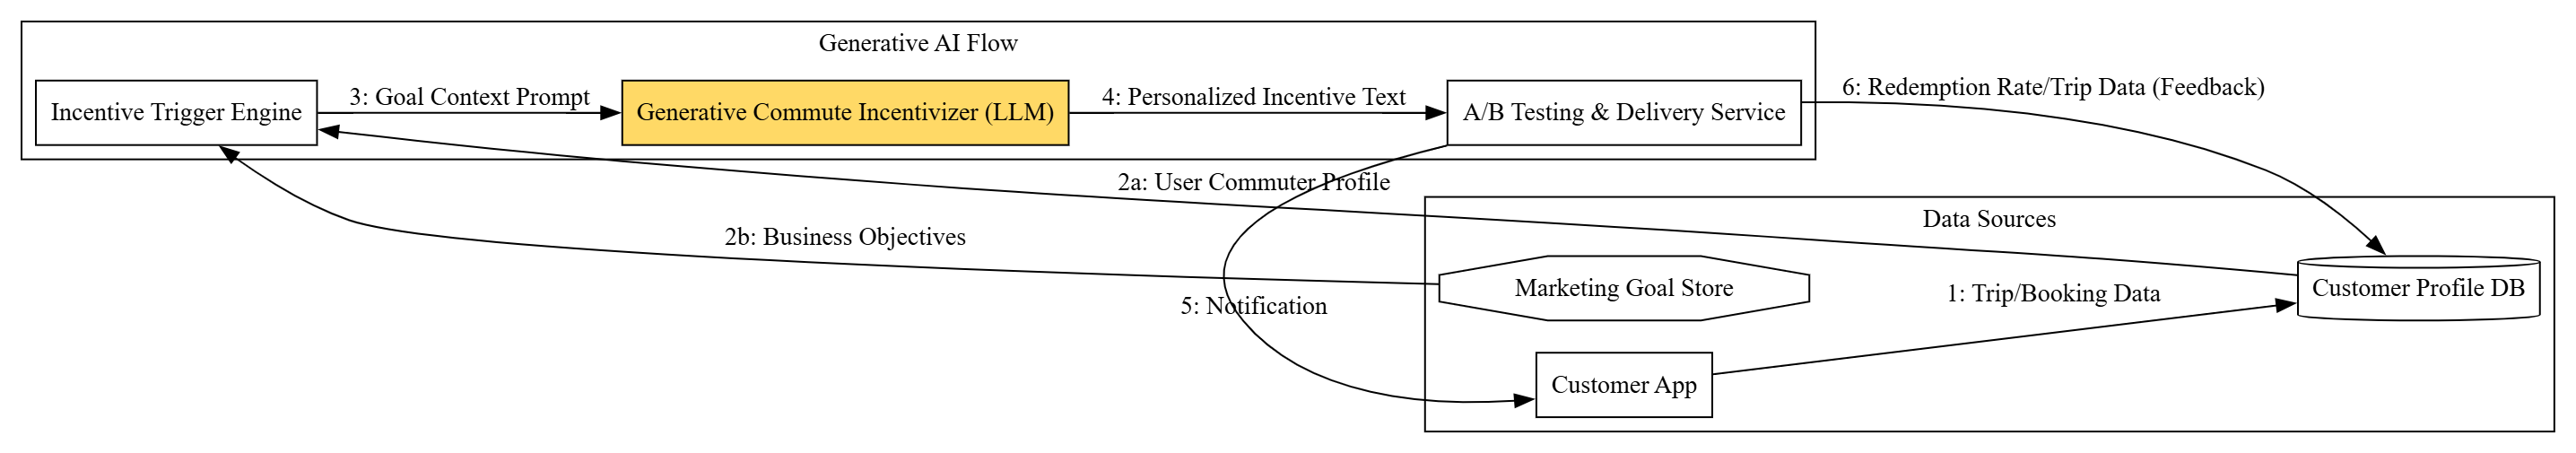 Generative AI Flow
Incentive Trigger Engine
3: Goal Context Prompt
Generative Commute Incentivizer (LLM)
4: Personalized Incentive Text
A/B Testing & Delivery Service
6: Redemption Rate/Trip Data (Feedback)
2a: User Commuter Profile
2b: Business Objectives
Data Sources
Marketing Goal Store
5: Notification
1: Trip/Booking Data
Customer Profile DB
Customer App